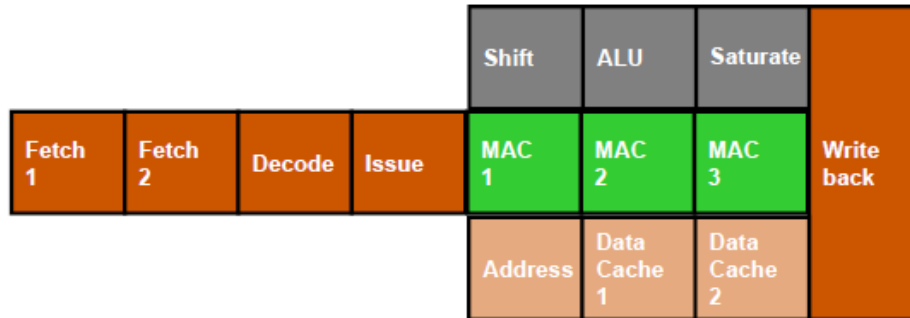 Shift
ALU
Saturate
Fetch
1
Fetch
2
Decode
Issue
MAC
1
MAC
2
MAC
3
Write
back
Address
Data
Cache
1
Data
Cache
2